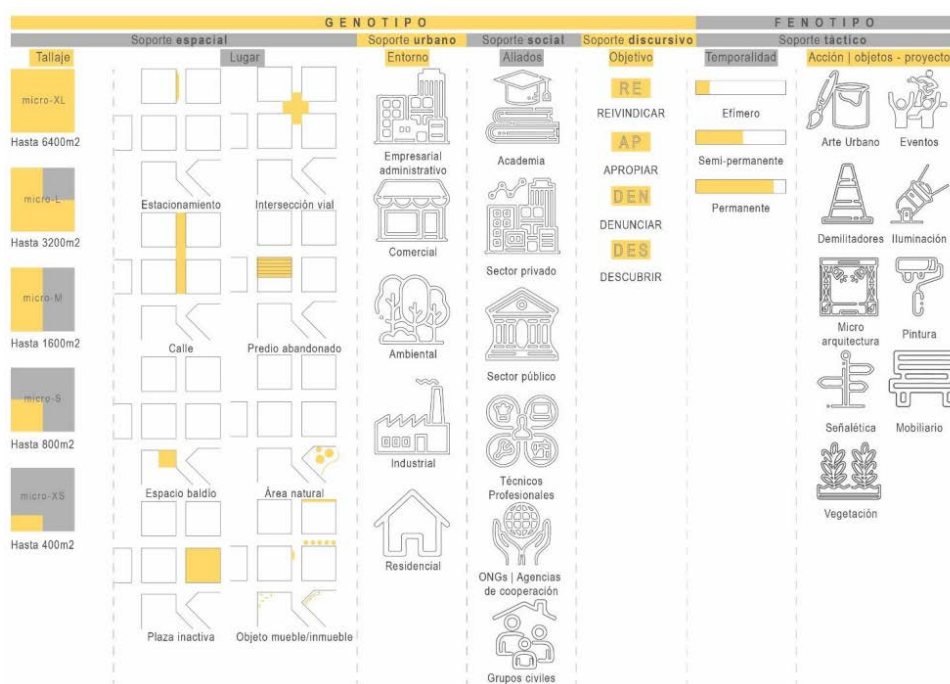 GENOTIPO
FENOTIPO
Soporte espacial
Soporte urbano
Soporte social
Soporte discursivo
Soporte táctico
Tallaje
Lugar
Entorno
Aliados
Objetivo
Temporalidad
Acción | objetos - proyecto
micro-XL
Hasta 6400m2
micro-L
Hasta 3200m2
micro-M
Hasta 1600m2
micro-S
Hasta 800m2
micro-XS
Hasta 400m2
Estacionamiento
Intersección vial
Calle
Predio abandonado
Espacio baldío
Área natural
Plaza inactiva
Objeto mueble/inmueble
Empresarial
administrativo
Comercial
Ambiental
Industrial
Residencial
Academia
Sector privado
Sector público
Técnicos
Profesionales
ONGs | Agencias
de cooperación
Grupos civiles
RE
REIVINDICAR
AP
APROPIAR
DEN
DENUNCIAR
DES
DESCUBRIR
Efímero
Semi-permanente
Permanente
Arte Urbano
Eventos
Demilitadores
Iluminación
Micro
arquitectura
Pintura
Señalética
Mobiliario
Vegetación